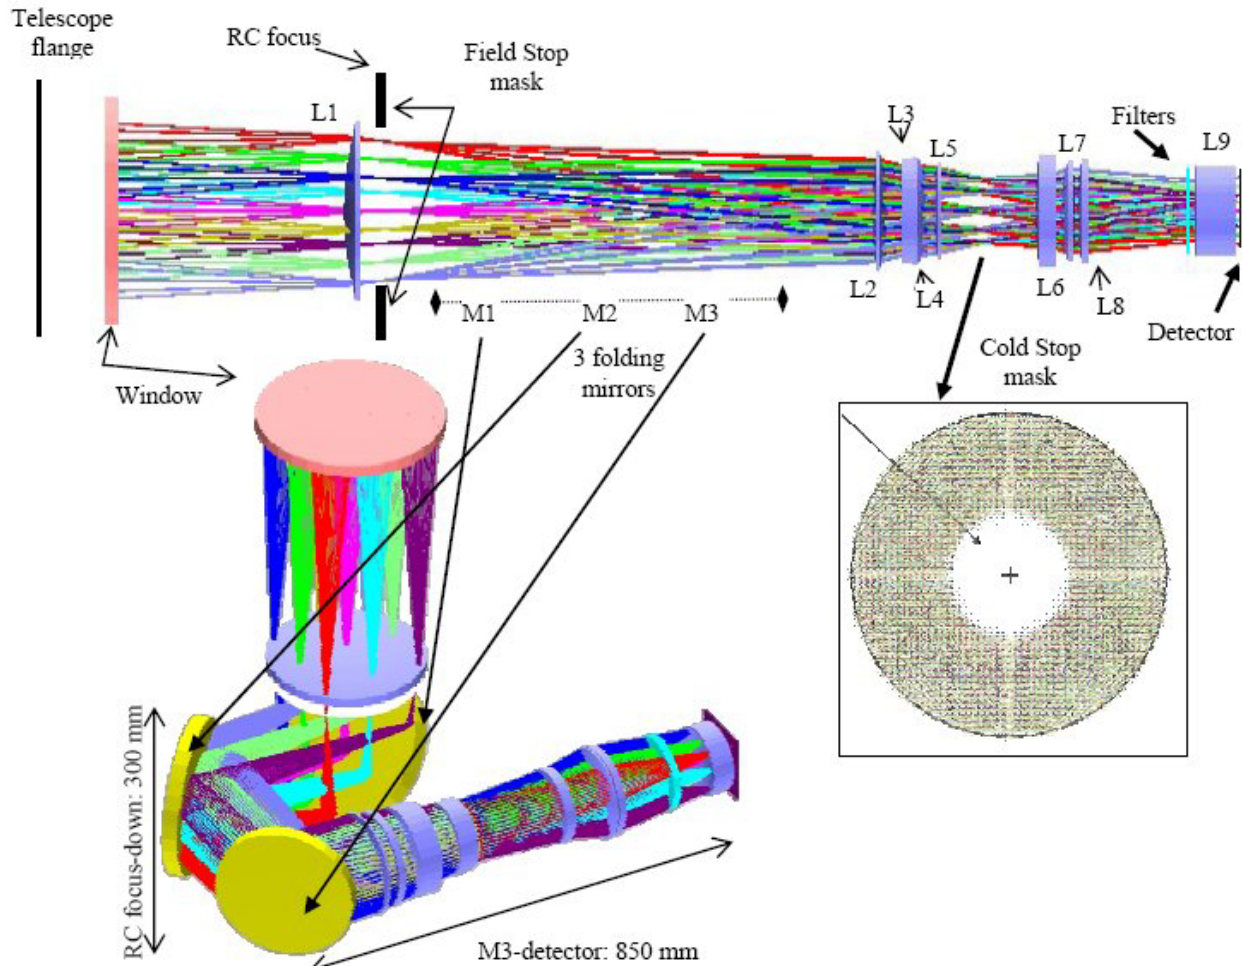 Telescope
flange
RC focus
Field Stop
mask
L1
L3
L5
L7
Filters
L9
L2
L4
L6
L8
Detector
M1
M2
M3
3 folding
mirrors
Window
Cold Stop
mask
RC focus-down: 300 mm
M3-detector: 850 mm